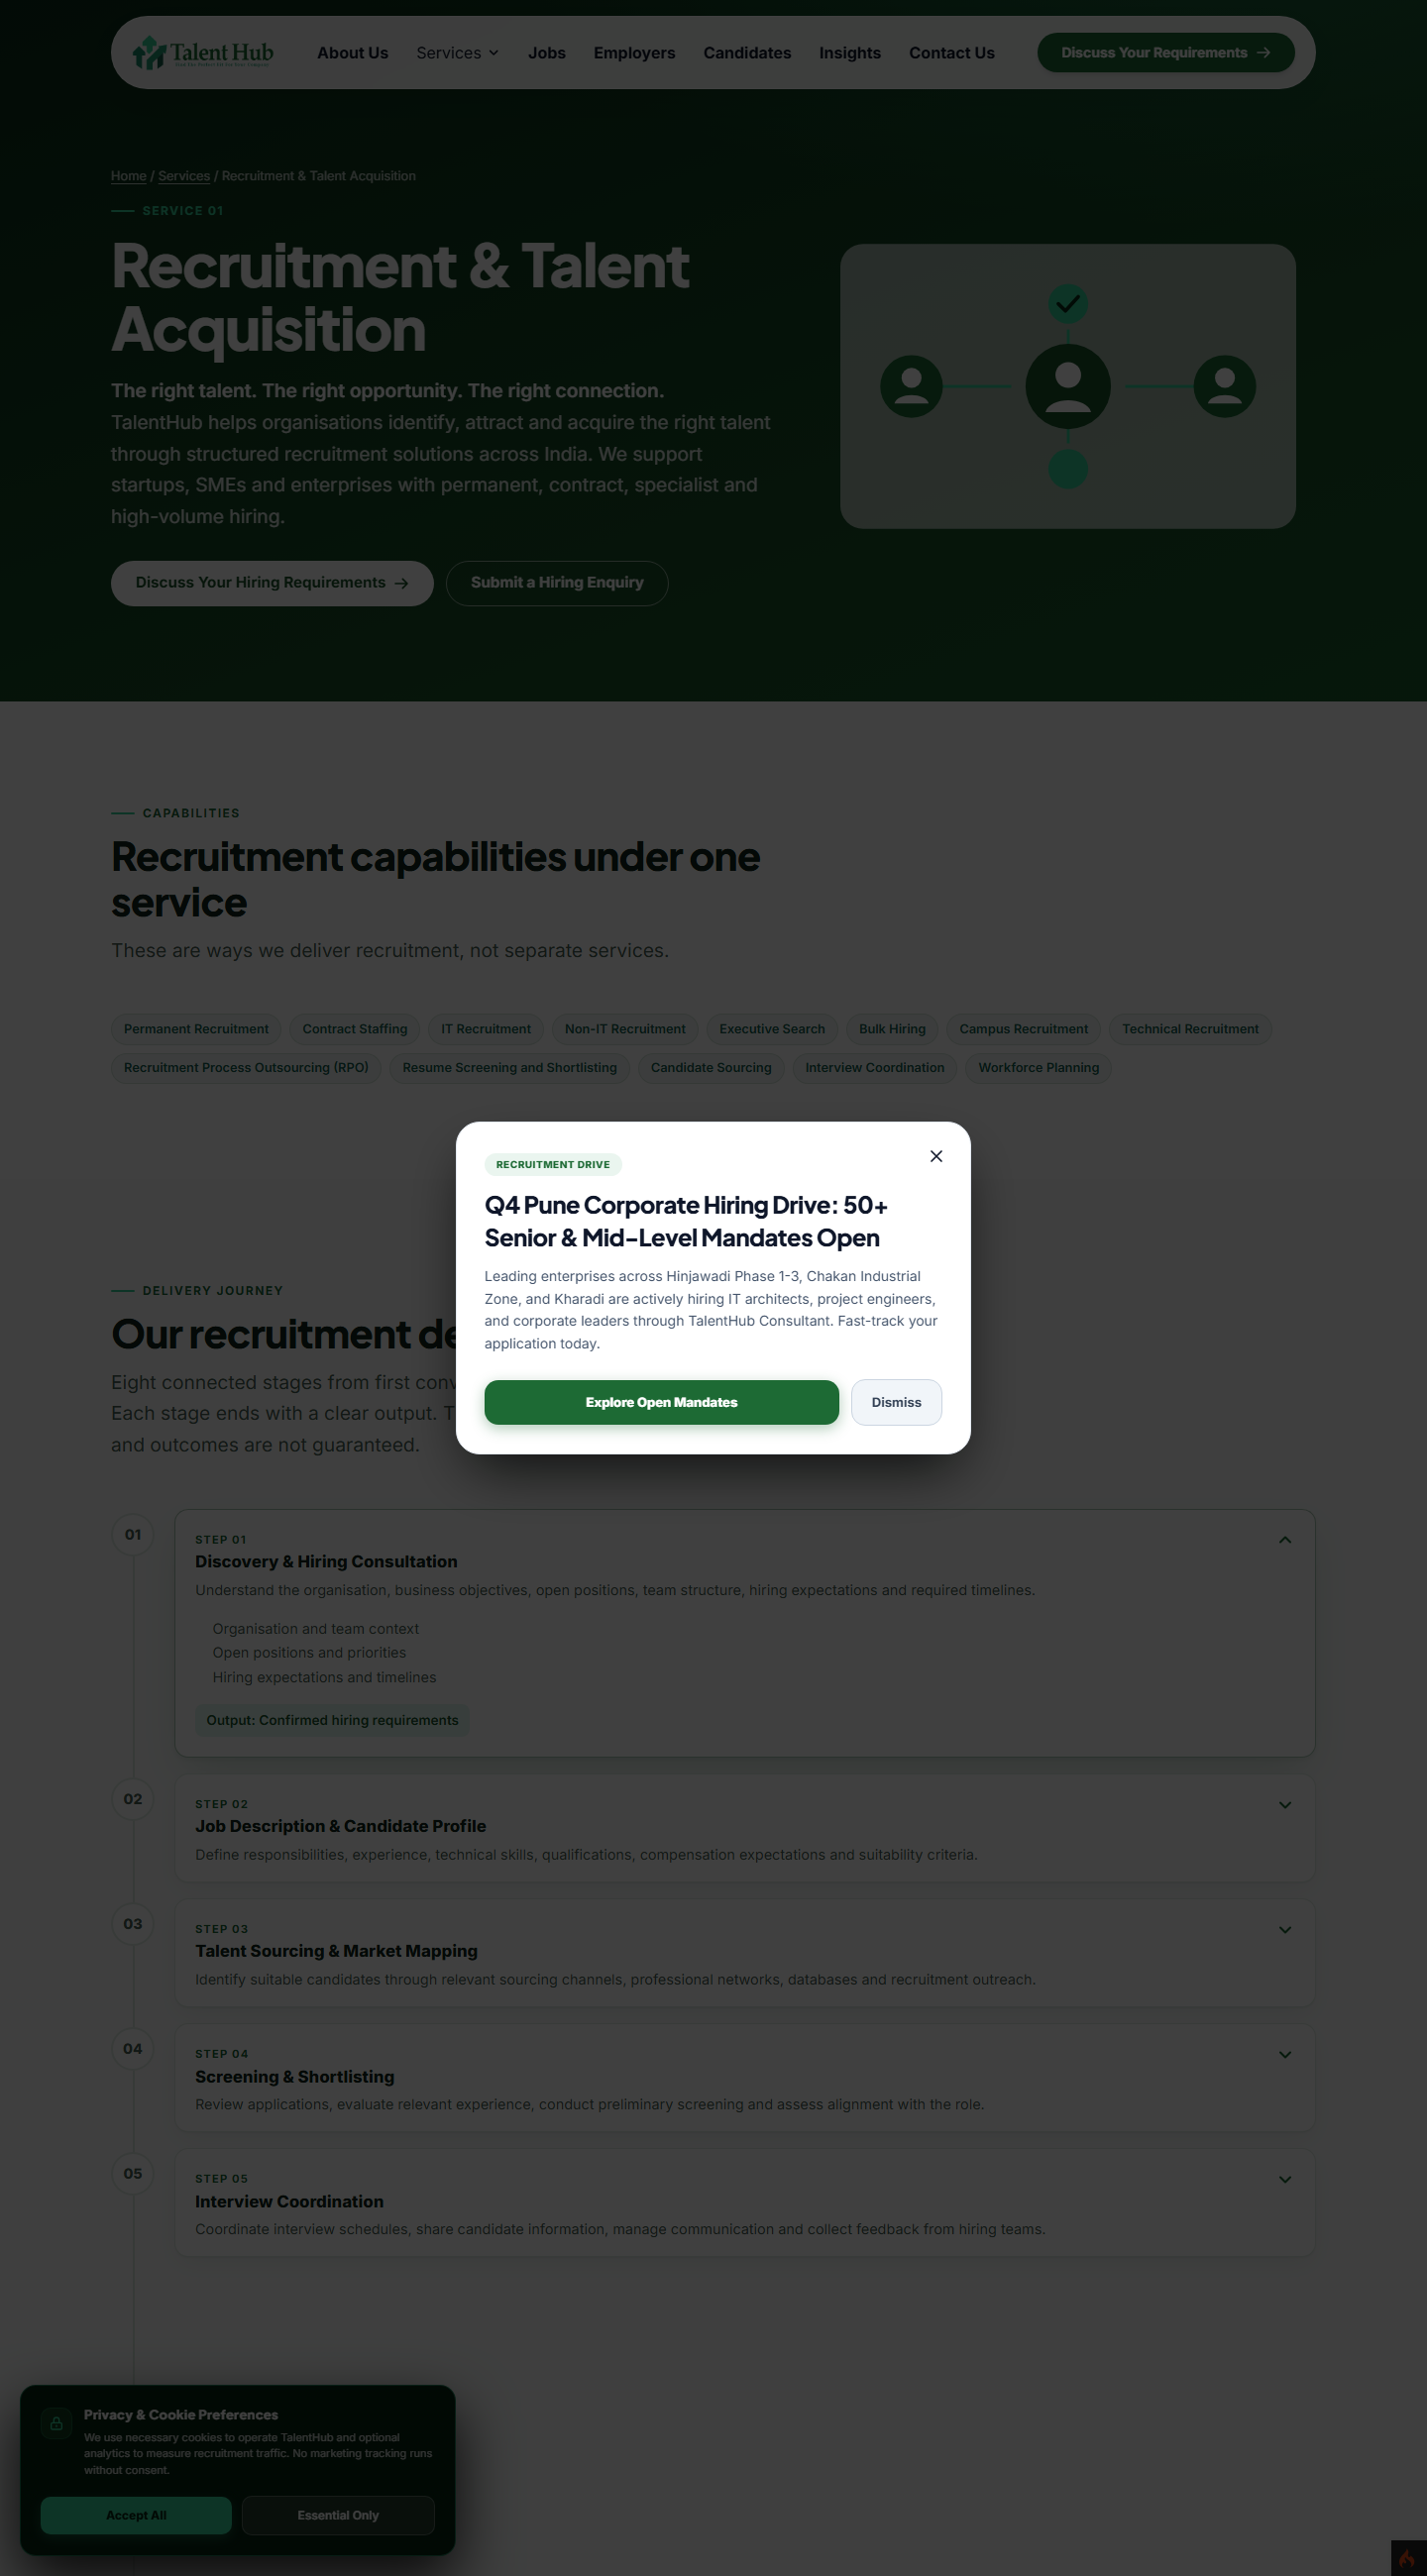 Talent Hub
About Us
Services
Jobs
Employers
Candidates
Insights
Contact Us
Discuss Your Requirements
Home / Services / Recruitment & Talent Acquisition
SERVICE 01
Recruitment & Talent
Acquisition
The right talent. The right opportunity. The right connection.
TalentHub helps organisations identify, attract and acquire the right talent
through structured recruitment solutions across India. We support
startups, SMEs and enterprises with permanent, contract, specialist and
high-volume hiring.
Discuss Your Hiring Requirements
Submit a Hiring Enquiry
CAPABILITIES
Recruitment capabilities under one
service
These are ways we deliver recruitment, not separate services.
Permanent Recruitment
Contract Staffing
IT Recruitment
Non-IT Recruitment
Executive Search
Bulk Hiring
Campus Recruitment
Technical Recruitment
Recruitment Process Outsourcing (RPO)
Resume Screening and Shortlisting
Candidate Sourcing
Interview Coordination
Workforce Planning
RECRUITMENT DRIVE
Q4 Pune Corporate Hiring Drive: 50+
Senior & Mid-Level Mandates Open
Leading enterprises across Hinjawadi Phase 1-3, Chakan Industrial
Zone, and Kharadi are actively hiring IT architects, project engineers,
and corporate leaders through TalentHub Consultant. Fast-track your
application today.
Explore Open Mandates
Dismiss
DELIVERY JOURNEY
Our recruitment de
Eight connected stages from first conv
Each stage ends with a clear output. T
and outcomes are not guaranteed.
01
STEP 01
Discovery & Hiring Consultation
Understand the organisation, business objectives, open positions, team structure, hiring expectations and required timelines.
Organisation and team context
Open positions and priorities
Hiring expectations and timelines
Output: Confirmed hiring requirements
02
STEP 02
Job Description & Candidate Profile
Define responsibilities, experience, technical skills, qualifications, compensation expectations and suitability criteria.
03
STEP 03
Talent Sourcing & Market Mapping
Identify suitable candidates through relevant sourcing channels, professional networks, databases and recruitment outreach.
04
STEP 04
Screening & Shortlisting
Review applications, evaluate relevant experience, conduct preliminary screening and assess alignment with the role.
05
STEP 05
Interview Coordination
Coordinate interview schedules, share candidate information, manage communication and collect feedback from hiring teams.
Privacy & Cookie Preferences
We use necessary cookies to operate TalentHub and optional
analytics to measure recruitment traffic. No marketing tracking runs
without consent.
Accept All
Essential Only